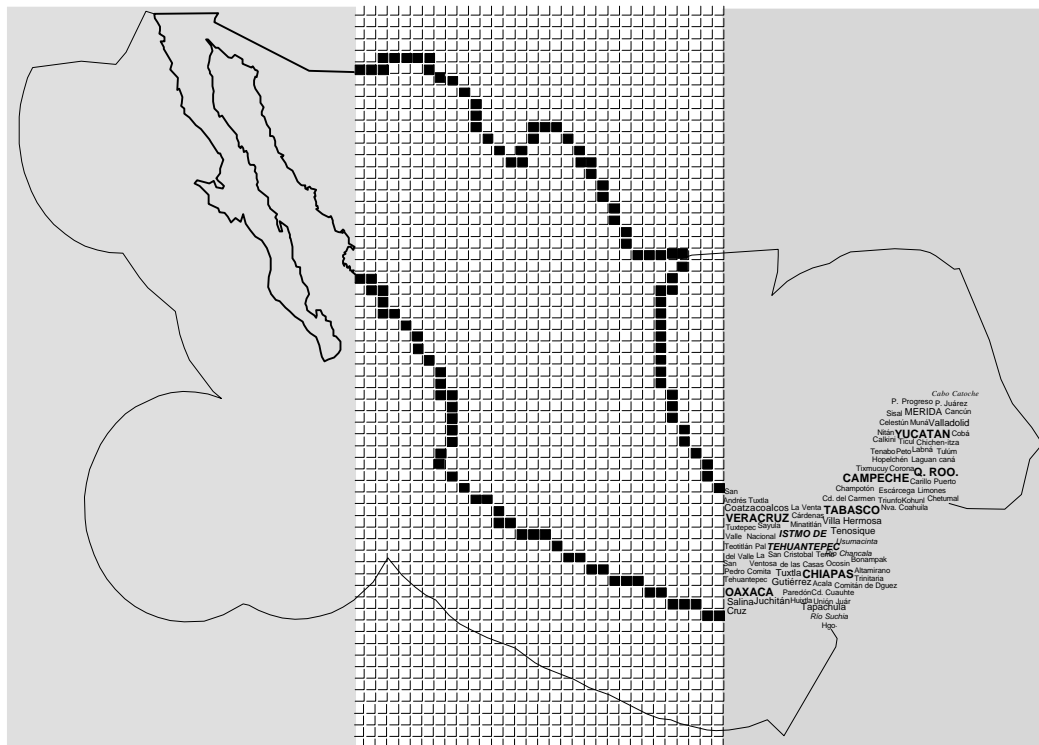 Cabo Catoche
P. Progreso P. Juárez
Sisal MERIDA Cancún
Celestún Muná Valladolid
Nitán YUCATAN Cobá
Calkini Ticul Chichen-itza
Tenabo Peto Labná Tulúm
Hopelchén Laguan caná
Tixmucuy Corona Q. ROO.
CAMPECHE Carillo Puerto
Champotón Escárcega Limones
San Cd. del Carmen Triunfo Kohunl Chetumal
Andrés Tuxtla
Coatzacoalcos La Venta TABASCO Nva. Coahuila
VERACRUZ Cárdenas Villa Hermosa
Tuxtepec Sayula Minatitlán
Valle Nacional ISTMO DE Tenosique
Usumacinta
Teotitlán Pal TEHUANTEPEC Río Chancala
del Valle La San Cristobal Bonampak
San Ventosa de las Casas Ocosin
Pedro Comita Tuxtla CHIAPAS Altamirano
Tehuantepec Gutiérrez Acala Trinitaria
Comitán de Dguez
OAXACA Paredón Cd. Cuauhte
Salina Juchitán Huixtla Unión Juár
Cruz Tapachula
Río Suchia
Hgo.